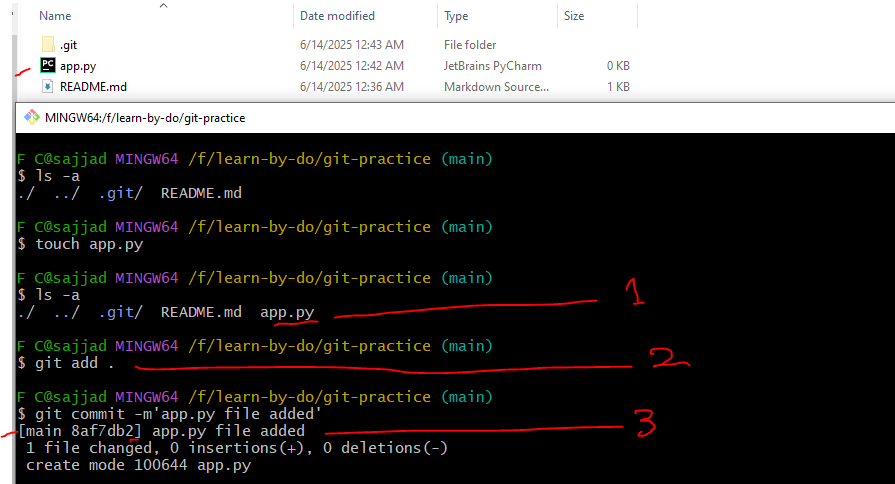 Name Date modified Type Size
.git 6/14/2025 12:43 AM File folder
app.py 6/14/2025 12:42 AM JetBrains PyCharm 0 KB
README.md 6/14/2025 12:36 AM Markdown Source... 1 KB
MINGW64:/f/learn-by-do/git-practice
F C@sajjad MINGW64 /f/learn-by-do/git-practice (main)
$ ls -a
./ ../ .git/ README.md
F C@sajjad MINGW64 /f/learn-by-do/git-practice (main)
$ touch app.py
F C@sajjad MINGW64 /f/learn-by-do/git-practice (main)
$ ls -a
./ ../ .git/ README.md app.py 1
F C@sajjad MINGW64 /f/learn-by-do/git-practice (main)
$ git add . 2
F C@sajjad MINGW64 /f/learn-by-do/git-practice (main)
$ git commit -m'app.py file added'
[main 8af7db2] app.py file added 3
1 file changed, 0 insertions(+), 0 deletions(-)
create mode 100644 app.py